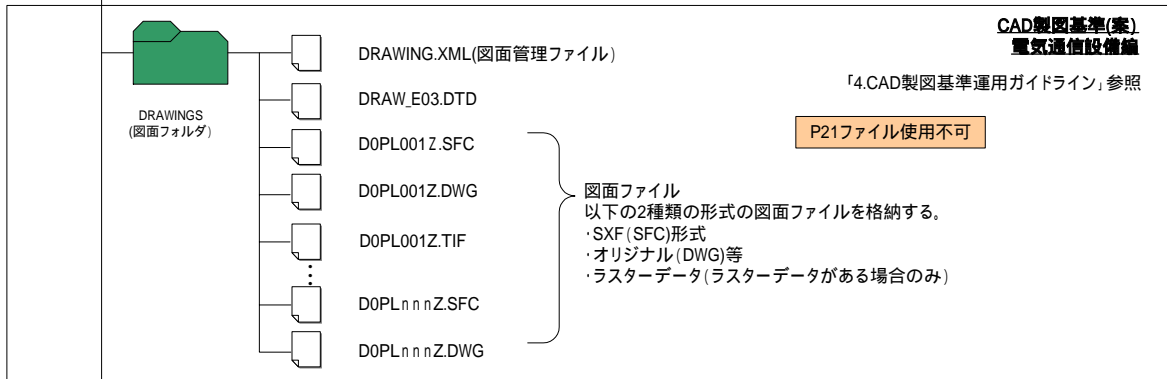 CAD製図基準(案)
電気通信設備編
「4.CAD製図基準運用ガイドライン」参照
P21ファイル使用不可
DRAWINGS
(図面フォルダ)
DRAWING.XML(図面管理ファイル)
DRAW_E03.DTD
D0PL001Z.SFC
D0PL001Z.DWG
D0PL001Z.TIF
D0PLnnnZ.SFC
D0PLnnnZ.DWG
図面ファイル
以下の2種類の形式の図面ファイルを格納する。
・SXF(SFC)形式
・オリジナル(DWG)等
・ラスターデータ(ラスターデータがある場合のみ)